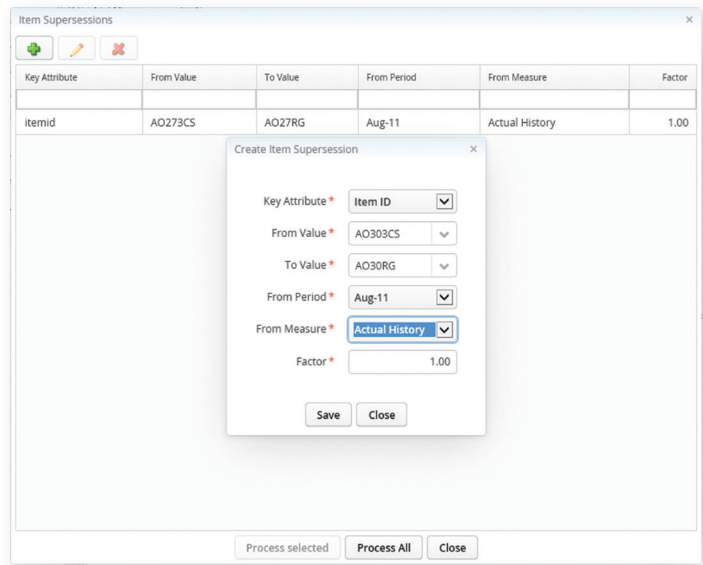 Item Supersessions
Key Attribute From Value To Value From Period From Measure Factor
itemid AO273CS AO27RG Aug-11 Actual History 1.00
Create Item Supersession
Key Attribute * Item ID
From Value * AO303CS
To Value * AO30RG
From Period * Aug-11
From Measure * Actual History
Factor * 1.00
Save Close
Process selected Process All Close